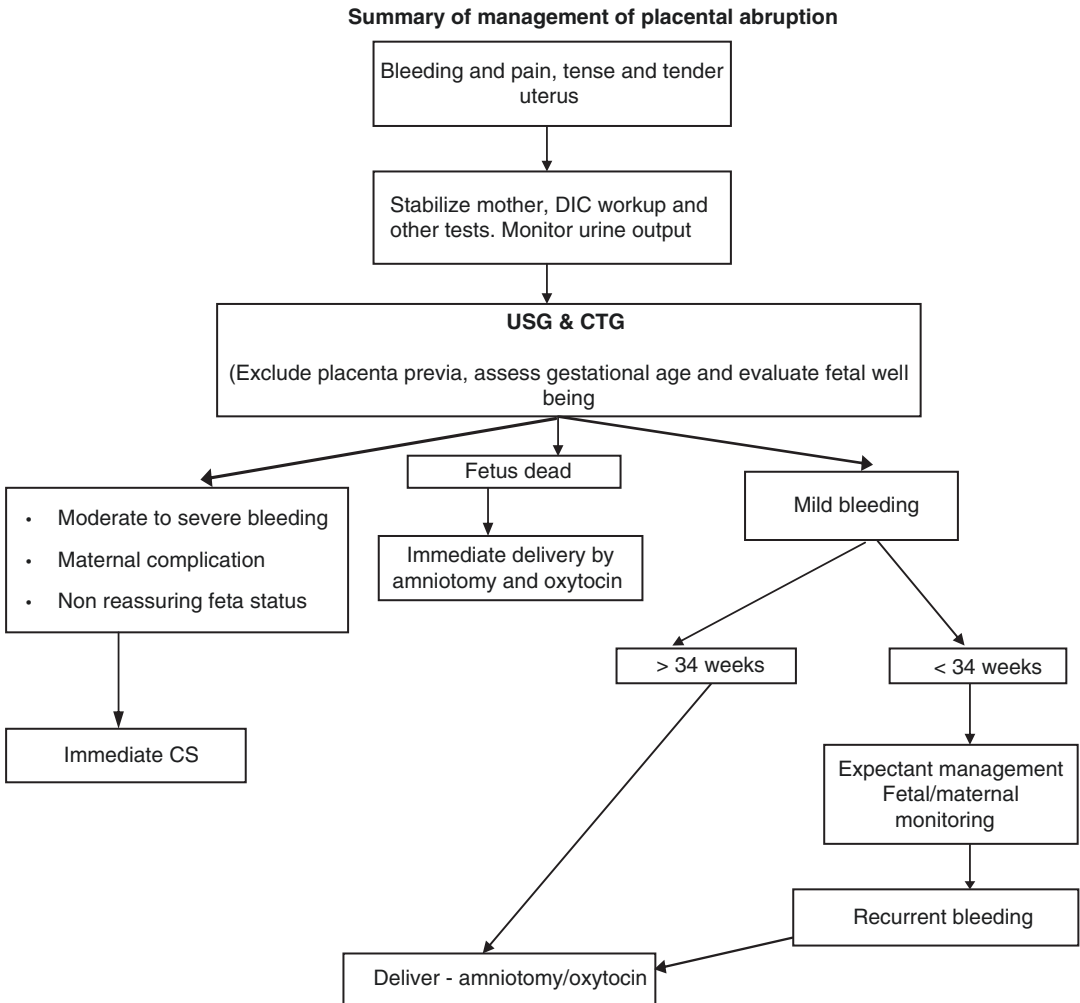 Summary of management of placental abruption
Bleeding and pain, tense and tender
uterus
Stabilize mother, DIC workup and
other tests. Monitor urine output
USG & CTG
(Exclude placenta previa, assess gestational age and evaluate fetal well
being
Fetus dead
Mild bleeding
• Moderate to severe bleeding
• Maternal complication
• Non reassuring feta status
Immediate delivery by
amniotomy and oxytocin
> 34 weeks
< 34 weeks
Immediate CS
Expectant management
Fetal/maternal
monitoring
Recurrent bleeding
Deliver - amniotomy/oxytocin